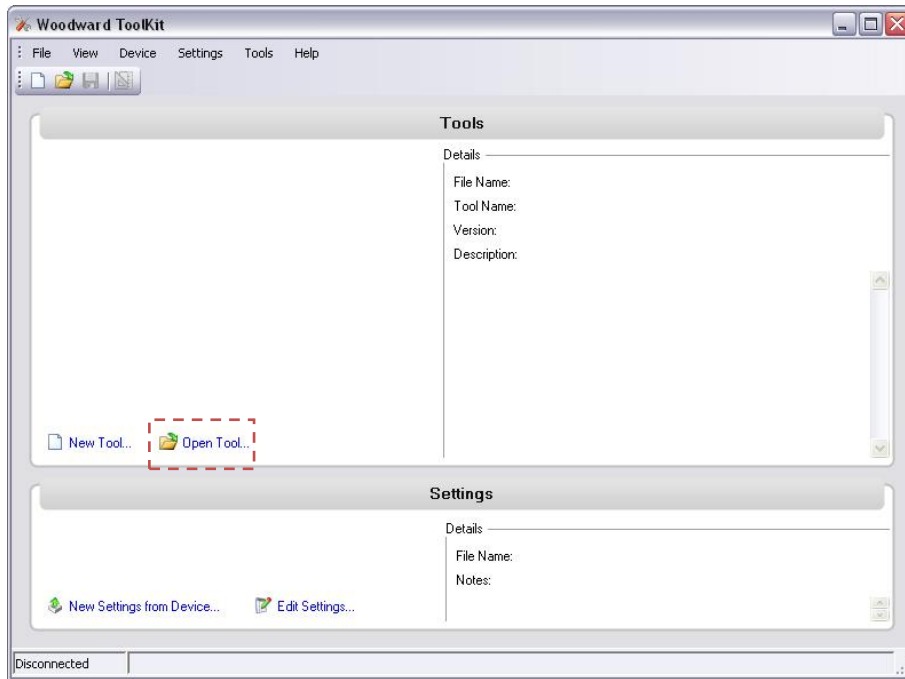 Woodward ToolKit
File View Device Settings Tools Help
Tools
Details
File Name:
Tool Name:
Version:
Description:
New Tool... Open Tool...
Settings
Details
File Name:
Notes:
New Settings from Device... Edit Settings...
Disconnected